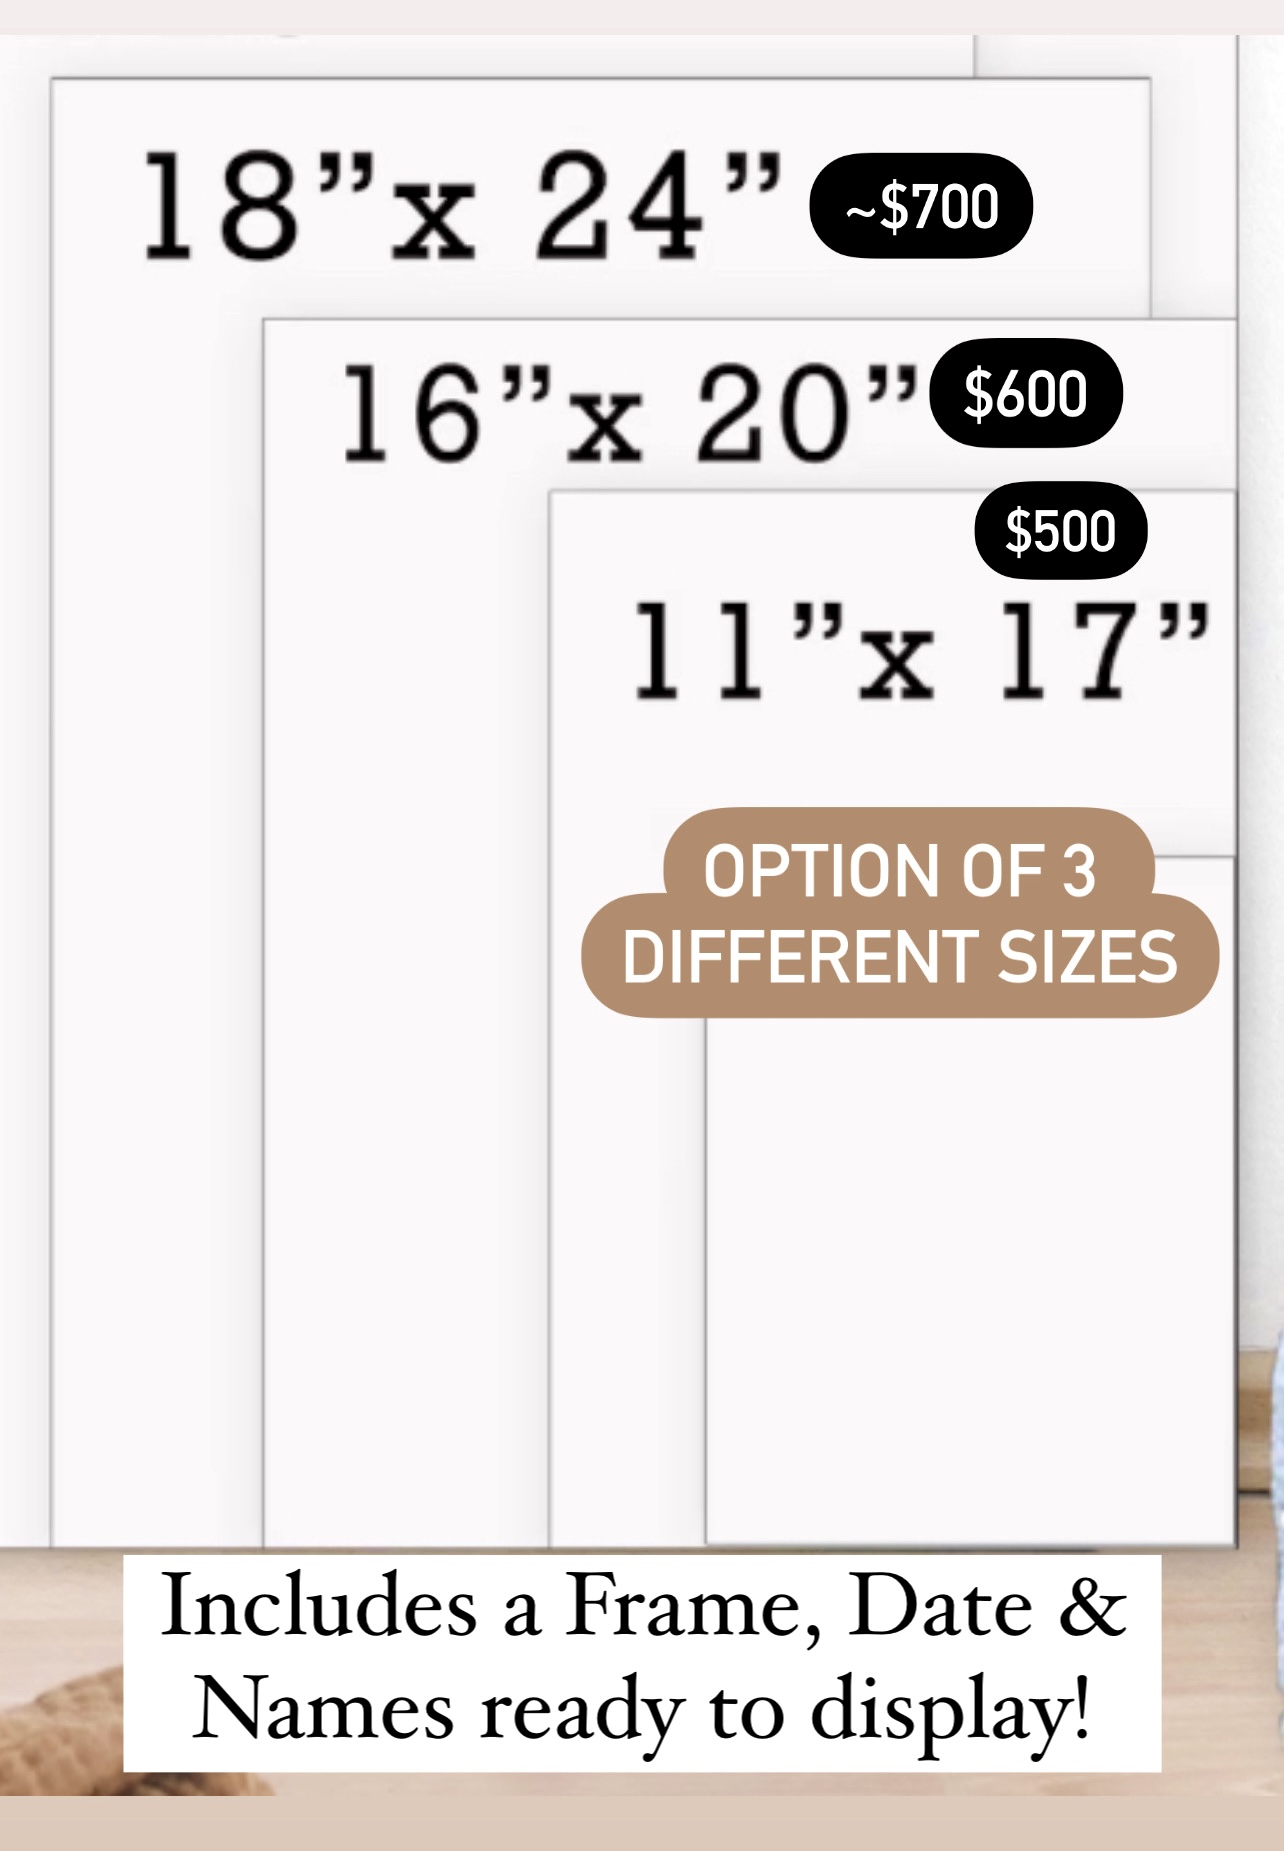 18”x 24” ~$700
16”x 20” $600
$500
11”x 17”
OPTION OF 3
DIFFERENT SIZES
Includes a Frame, Date &
Names ready to display!